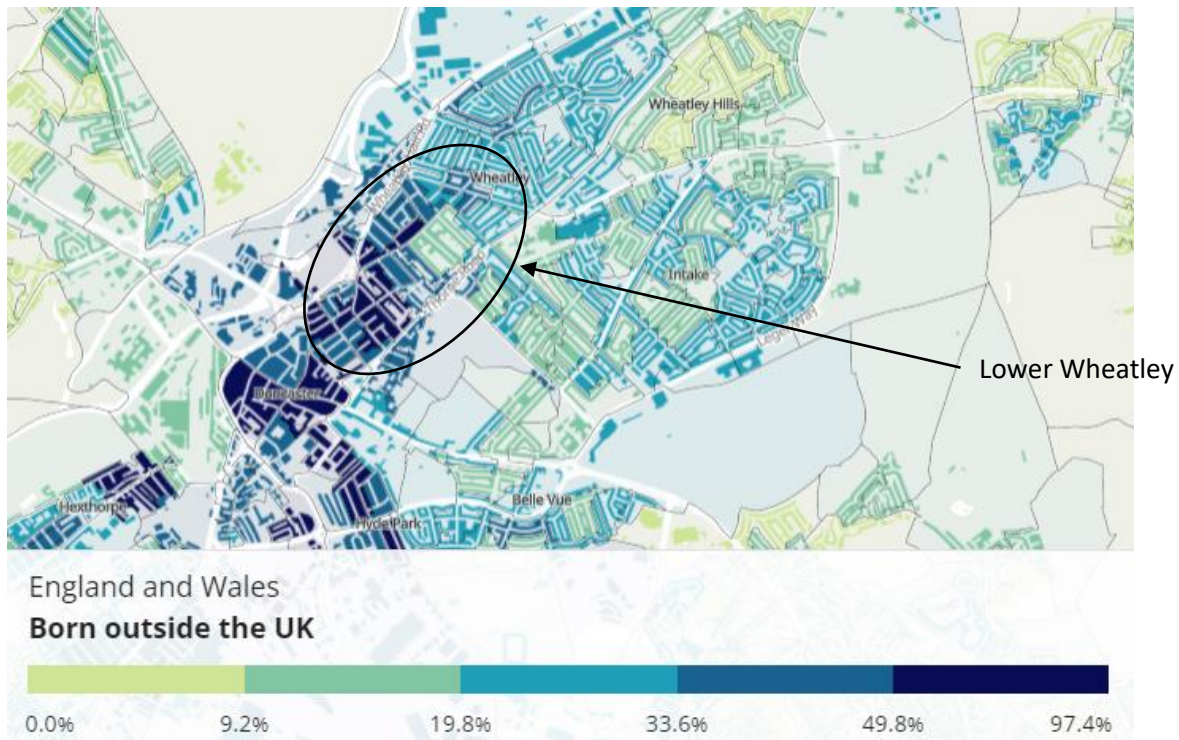 Wheatley Hills
Wheatley
Intake
Lower Wheatley
Doncaster
Belle Vue
Hexthorpe
Hyde Park
England and Wales
Born outside the UK
0.0% 9.2% 19.8% 33.6% 49.8% 97.4%